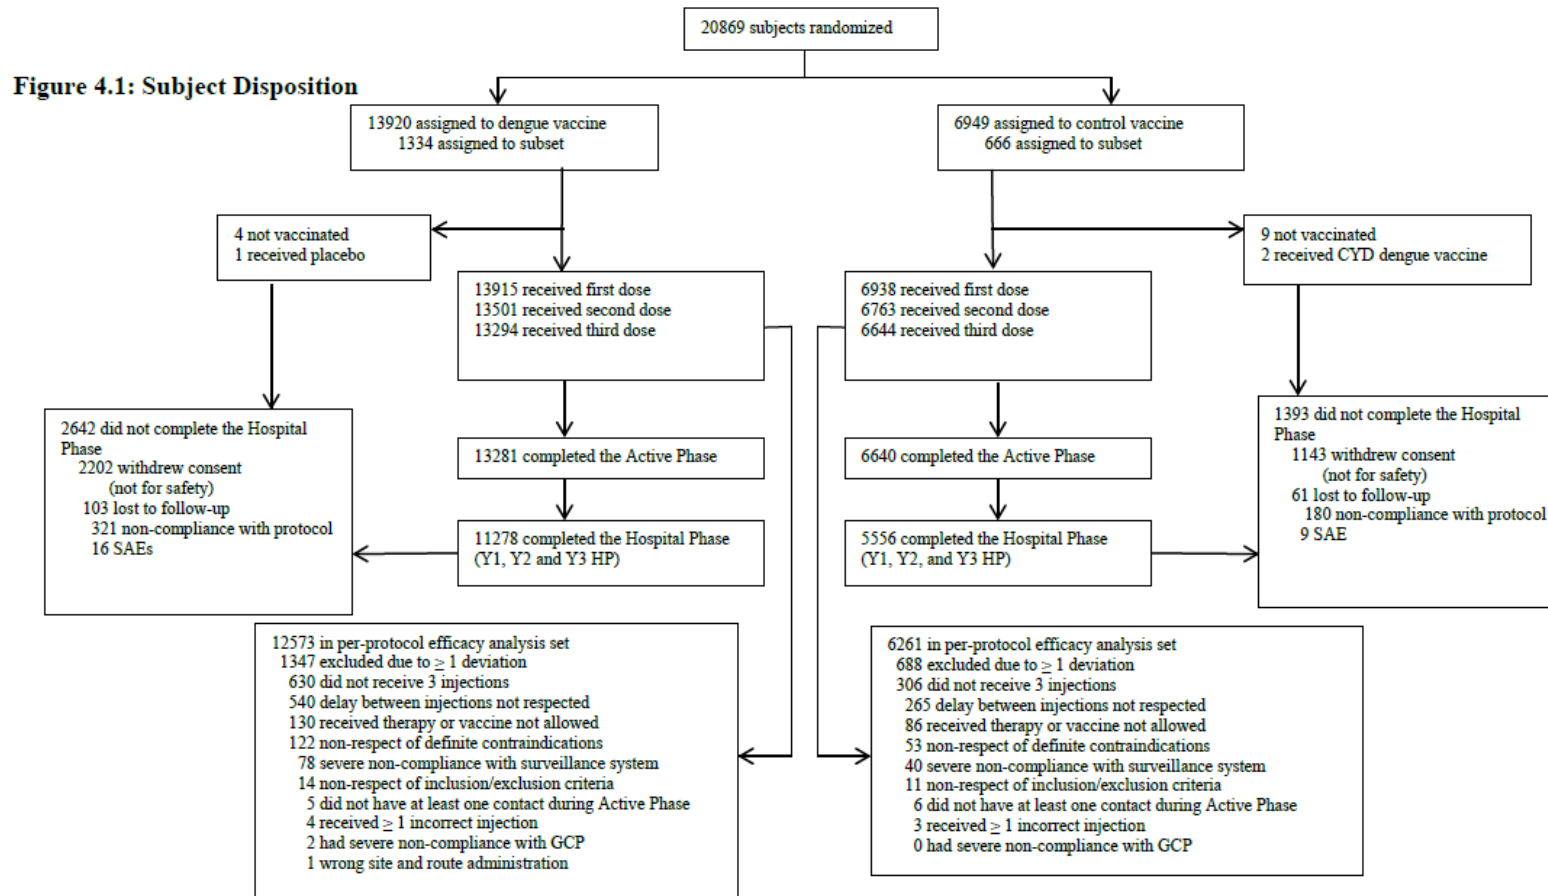 20869 subjects randomized
Figure 4.1: Subject Disposition
13920 assigned to dengue vaccine
1334 assigned to subset
6949 assigned to control vaccine
666 assigned to subset
4 not vaccinated
1 received placebo
9 not vaccinated
2 received CYD dengue vaccine
13915 received first dose
13501 received second dose
13294 received third dose
6938 received first dose
6763 received second dose
6644 received third dose
2642 did not complete the Hospital
Phase
2202 withdrew consent
(not for safety)
103 lost to follow-up
321 non-compliance with protocol
16 SAEs
13281 completed the Active Phase
6640 completed the Active Phase
1393 did not complete the Hospital
Phase
1143 withdrew consent
(not for safety)
61 lost to follow-up
180 non-compliance with protocol
9 SAE
11278 completed the Hospital Phase
(Y1, Y2 and Y3 HP)
5556 completed the Hospital Phase
(Y1, Y2, and Y3 HP)
12573 in per-protocol efficacy analysis set
1347 excluded due to ≥ 1 deviation
630 did not receive 3 injections
540 delay between injections not respected
130 received therapy or vaccine not allowed
122 non-respect of definite contraindications
78 severe non-compliance with surveillance system
14 non-respect of inclusion/exclusion criteria
5 did not have at least one contact during Active Phase
4 received ≥ 1 incorrect injection
2 had severe non-compliance with GCP
1 wrong site and route administration
6261 in per-protocol efficacy analysis set
688 excluded due to ≥ 1 deviation
306 did not receive 3 injections
265 delay between injections not respected
86 received therapy or vaccine not allowed
53 non-respect of definite contraindications
40 severe non-compliance with surveillance system
11 non-respect of inclusion/exclusion criteria
6 did not have at least one contact during Active Phase
3 received ≥ 1 incorrect injection
0 had severe non-compliance with GCP